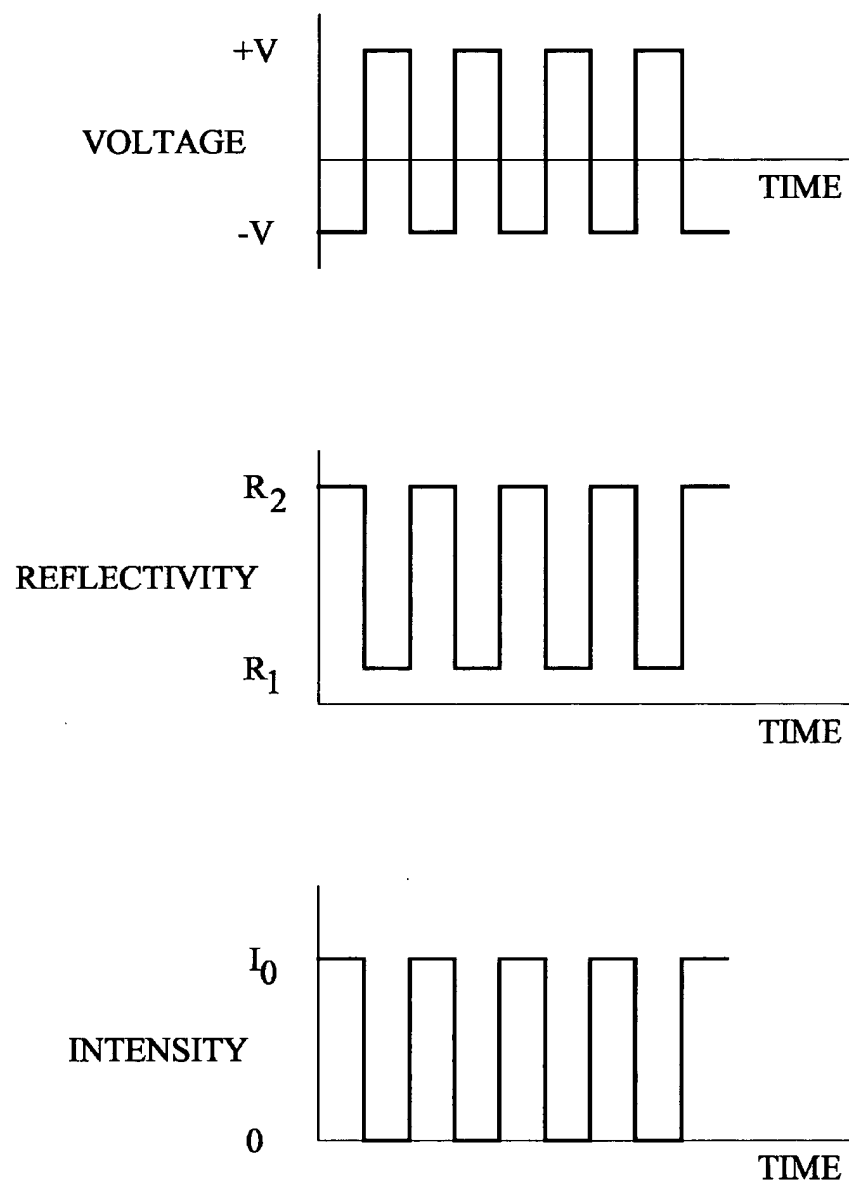 +V
VOLTAGE
TIME
-V
R2
REFLECTIVITY
R1
TIME
I0
INTENSITY
0
TIME